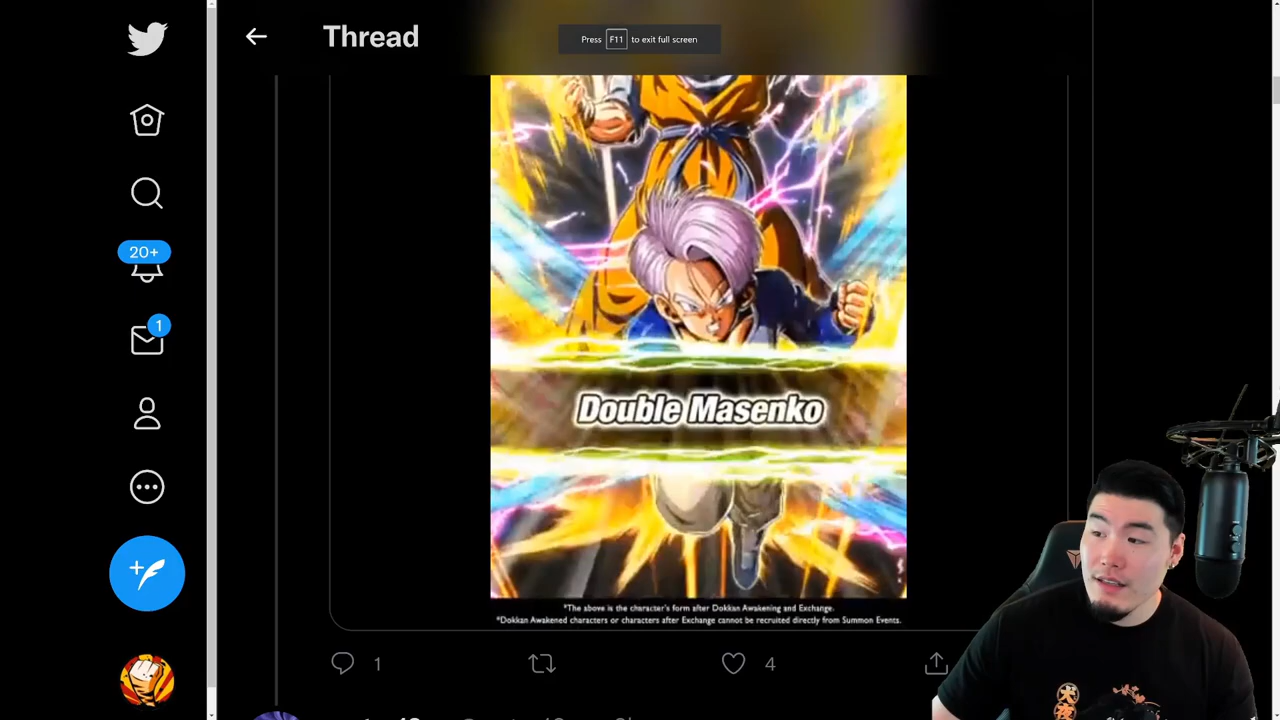 Thread
Press F11 to exit full screen
20+
1
Double Masenko
*The above is the character's form after Dokkan Awakening and Exchange.
*Dokkan Awakened characters or characters after Exchange cannot be recruited directly from Summon Events.
1
4